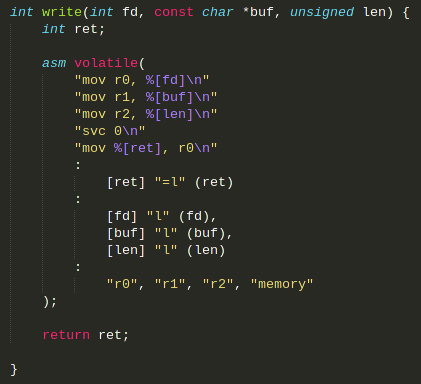 int write(int fd, const char *buf, unsigned len) {
    int ret;

    asm volatile(
        "mov r0, %[fd]\n"
        "mov r1, %[buf]\n"
        "mov r2, %[len]\n"
        "svc 0\n"
        "mov %[ret], r0\n"
        :
            [ret] "=l" (ret)
        :
            [fd] "l" (fd),
            [buf] "l" (buf),
            [len] "l" (len)
        :
            "r0", "r1", "r2", "memory"
    );

    return ret;

}